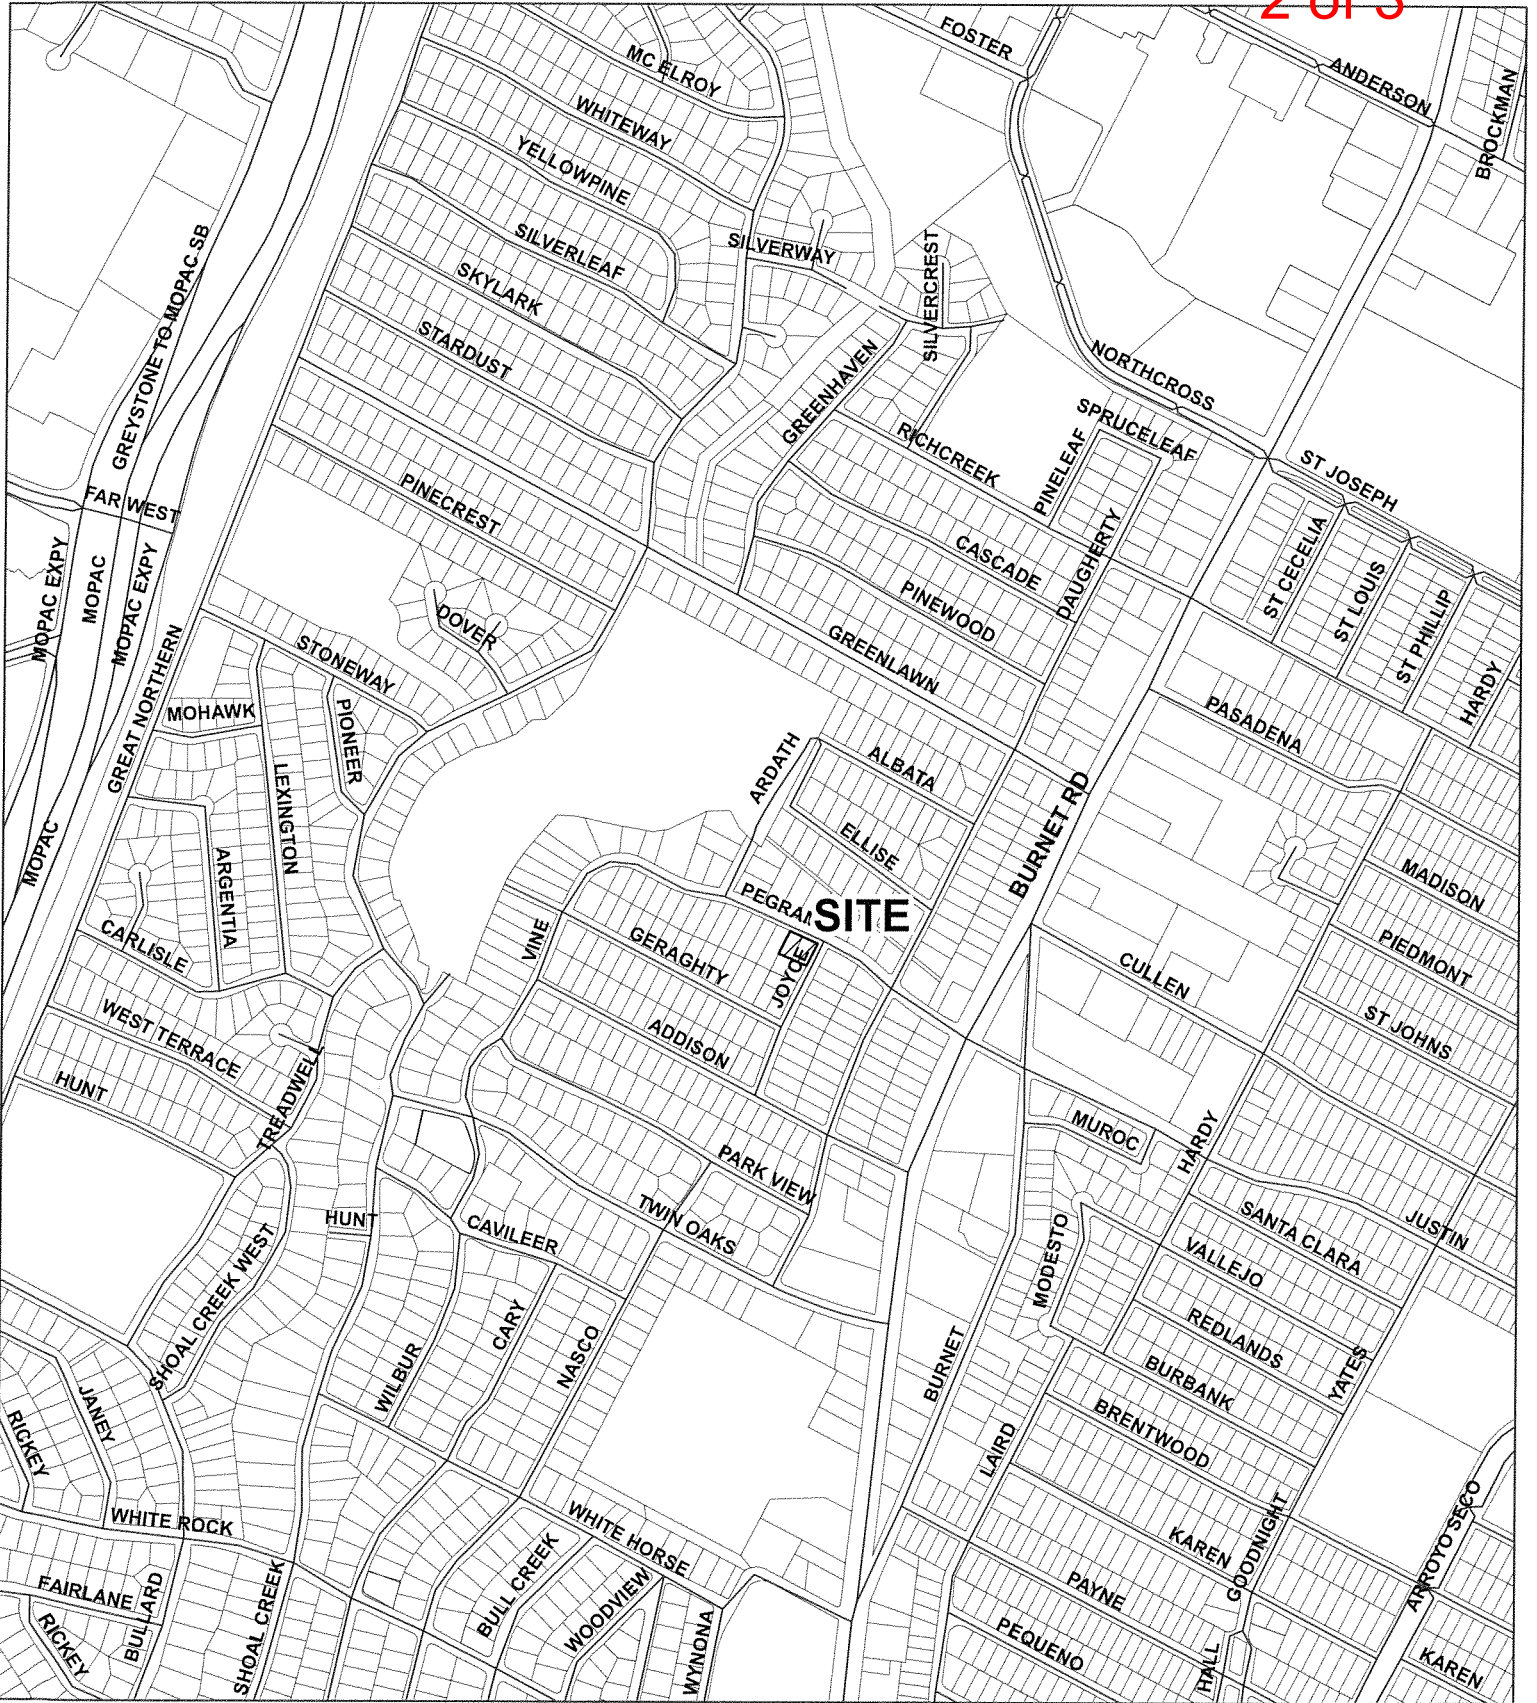 2 of 3
FOSTER
MC ELROY
ANDERSON
BROCKMAN
WHITEWAY
YELLOWPINE
SILVERLEAF
SILVERWAY
SILVERCREST
SKYLARK
STARDUST
GREYSTONE TO MOPAC SB
GREENHAVEN
NORTHCROSS
SPRUCELEAF
RICHCREEK
PINELEAF
ST JOSEPH
FAR WEST
PINECREST
CASCADE
DAUGHERTY
ST CECELIA
ST LOUIS
ST PHILLIP
HARDY
MOPAC EXPY
MOPAC
MOPAC EXPY
DOVER
PINEWOOD
GREENLAWN
STONEWAY
GREAT NORTHERN
MOHAWK
PIONEER
PASADENA
LEXINGTON
ARDATH
ALBATA
ELLISE
BURNET RD
MOPAC
ARGENTIA
MADISON
PEGRAM
SITE
CARLISLE
VINE
GERAGHTY
JOYCE
CULLEN
PIEDMONT
WEST TERRACE
ADDISON
ST JOHNS
HUNT
TREADWELL
MUROC
HARDY
PARK VIEW
TWIN OAKS
HUNT
CAVILEER
SANTA CLARA
JUSTIN
MODESTO
VALLEJO
SHOAL CREEK WEST
CARY
NASCO
WILBUR
BURNET
REDLANDS
YATES
BURBANK
JANEY
RICKEY
BRENTWOOD
LAIRD
WHITE ROCK
WHITE HORSE
KAREN
GOODNIGHT
ARROYO SECO
FAIRLANE
BULLARD
SHOAL CREEK
BULL CREEK
WOODVIEW
WYNONA
PAYNE
RICKEY
PEQUENO
HALL
KAREN